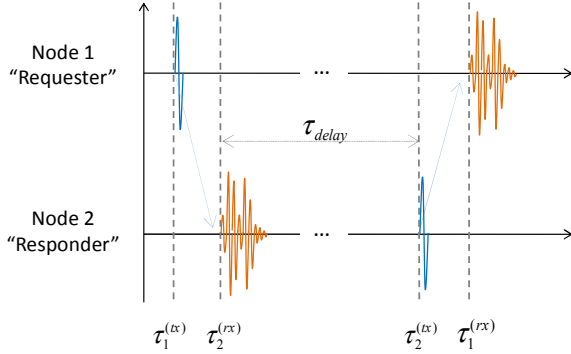 Node 1
“Requester”
...
τ_delay
Node 2
“Responder”
...
τ_1^(tx) τ_2^(rx) τ_2^(tx) τ_1^(rx)